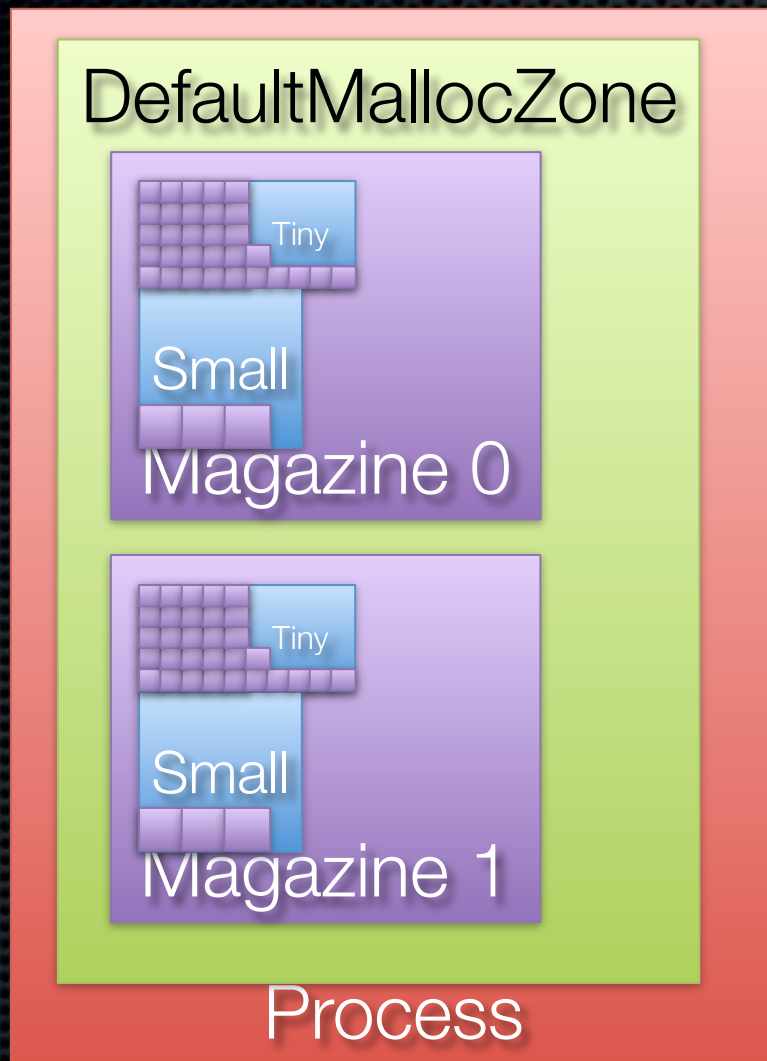 DefaultMallocZone
Tiny
Small
Magazine 0
Tiny
Small
Magazine 1
Process